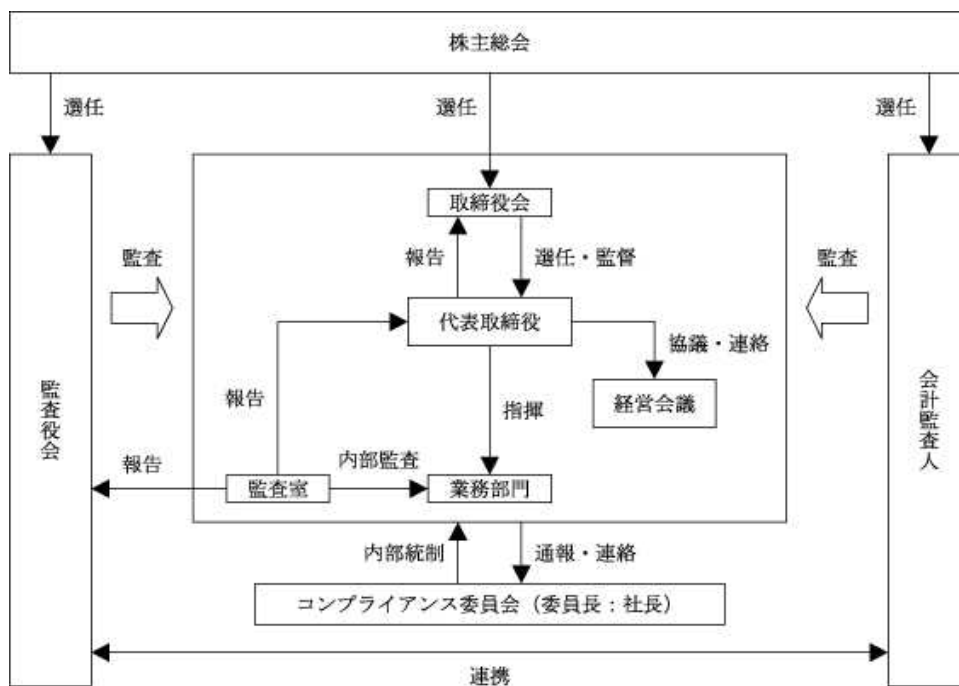 株主総会
選任
選任
選任
取締役会
監査
報告
選任・監督
監査
代表取締役
協議・連絡
監査役会
報告
指揮
経営会議
会計監査人
報告
内部監査
監査室
業務部門
内部統制
通報・連絡
コンプライアンス委員会（委員長：社長）
連携